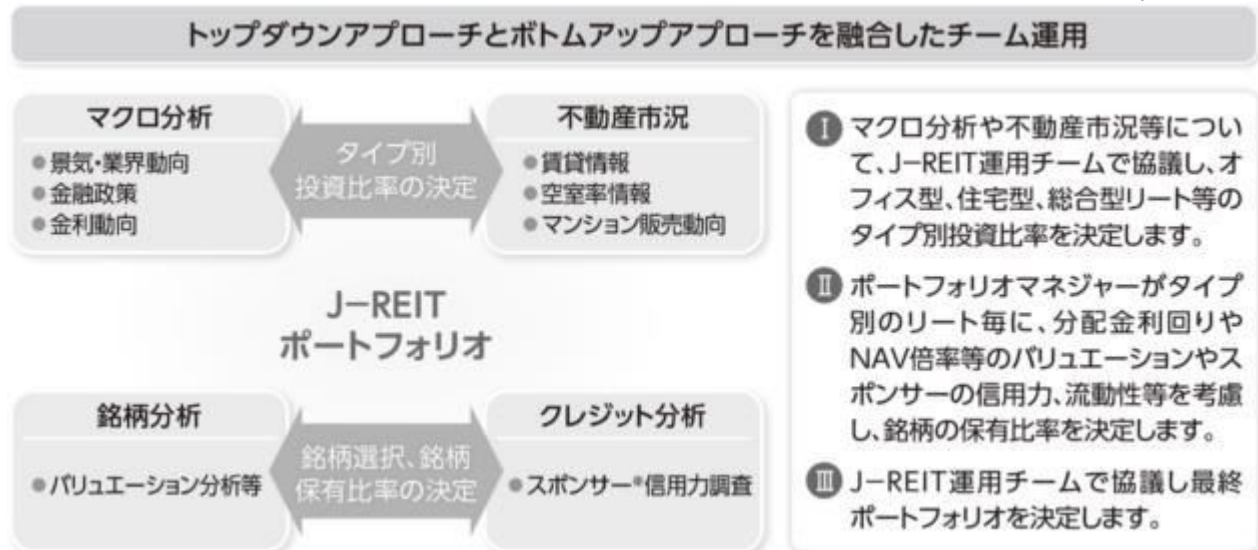 トップダウンアプローチとボトムアップアプローチを融合したチーム運用
マクロ分析
●景気・業界動向
●金融政策
●金利動向
タイプ別
投資比率の決定
不動産市況
●賃貸情報
●空室率情報
●マンション販売動向
J-REIT
ポートフォリオ
銘柄分析
●バリュエーション分析等
銘柄選択、銘柄
保有比率の決定
クレジット分析
●スポンサー*信用力調査
Ⅰ マクロ分析や不動産市況等につい
て、J-REIT運用チームで協議し、オ
フィス型、住宅型、総合型リート等の
タイプ別投資比率を決定します。
Ⅱ ポートフォリオマネジャーがタイプ
別のリート毎に、分配金利回りや
NAV倍率等のバリュエーションやス
ポンサーの信用力、流動性等を考慮
し、銘柄の保有比率を決定します。
Ⅲ J-REIT運用チームで協議し最終
ポートフォリオを決定します。